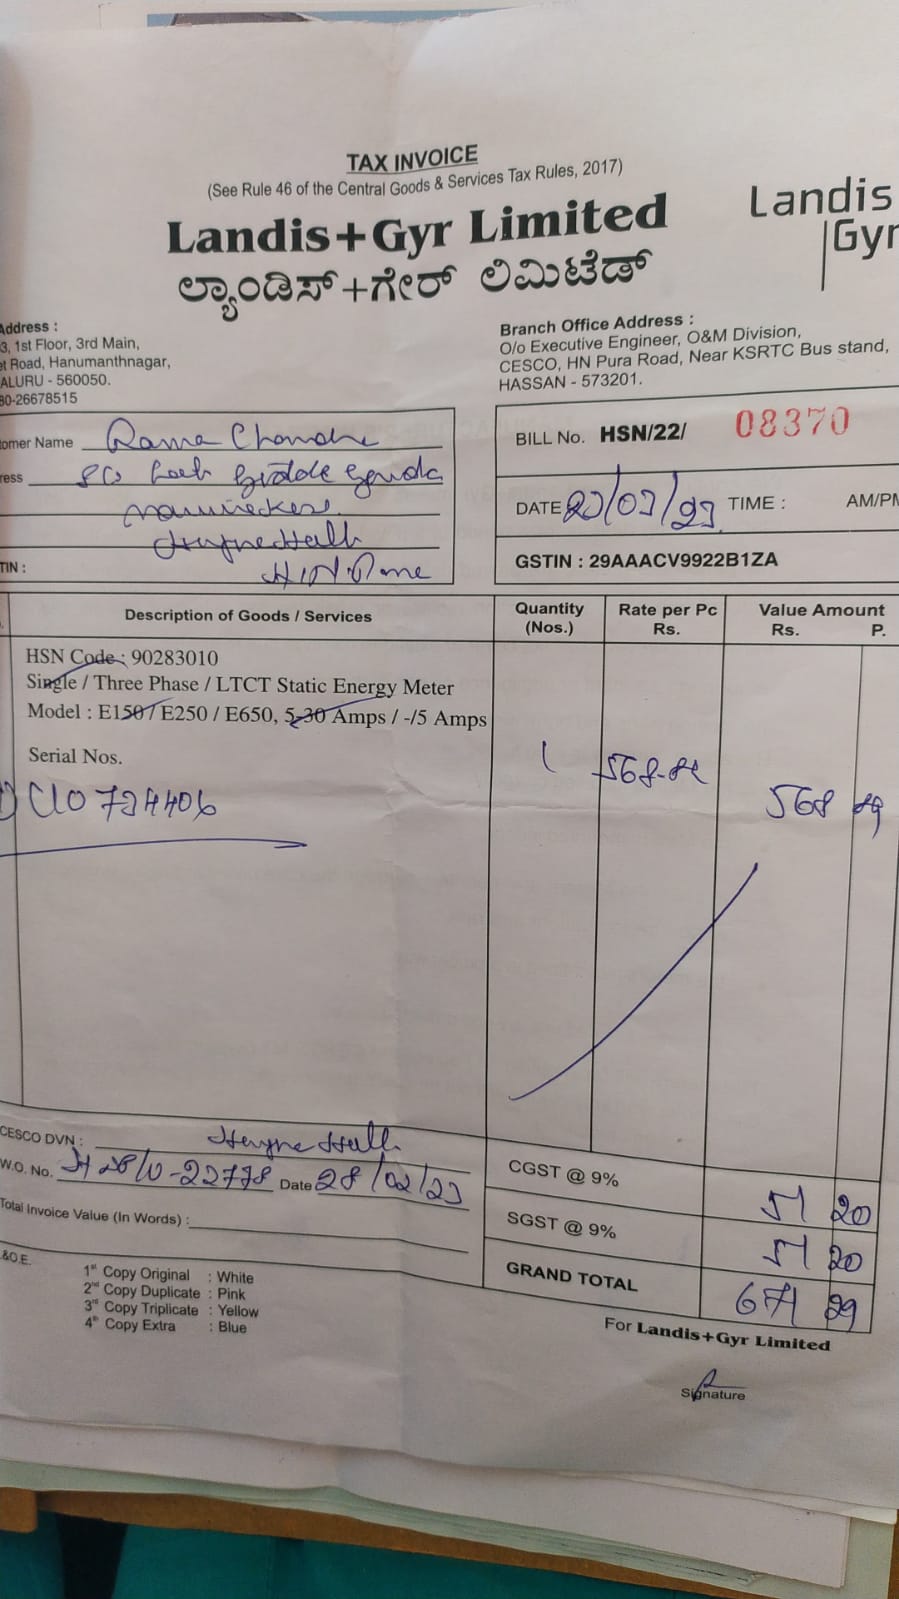 TAX INVOICE
(See Rule 46 of the Central Goods & Services Tax Rules, 2017)
Landis+Gyr Limited
ಲ್ಯಾಂಡಿಸ್+ಗೇರ್ ಲಿಮಿಟೆಡ್
Landis
Gyr
Address :
3, 1st Floor, 3rd Main,
et Road, Hanumanthnagar,
ALURU - 560050.
80-26678515
Branch Office Address :
O/o Executive Engineer, O&M Division,
CESCO, HN Pura Road, Near KSRTC Bus stand,
HASSAN - 573201.
tomer Name Rama Chandra
ress
TIN :
BILL No. HSN/22/ 08370
DATE TIME : AM/PM
GSTIN : 29AAACV9922B1ZA
Description of Goods / Services Quantity (Nos.) Rate per Pc Rs. Value Amount Rs. P.
HSN Code : 90283010
Single / Three Phase / LTCT Static Energy Meter
Model : E150 / E250 / E650, 5-30 Amps / -/5 Amps
Serial Nos.
1 568 89
CESCO DVN :
W.O. No. Date 28/02/23
Total Invoice Value (In Words) :
CGST @ 9% 51 20
SGST @ 9% 51 20
GRAND TOTAL 671 29
&O.E.
1st Copy Original : White
2nd Copy Duplicate : Pink
3rd Copy Triplicate : Yellow
4th Copy Extra : Blue
For Landis+Gyr Limited
Signature